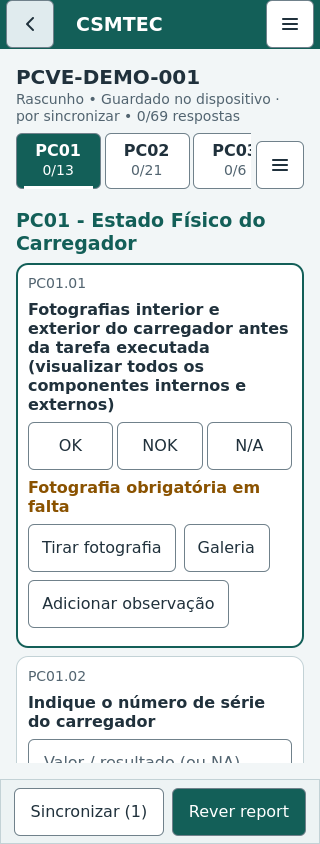 CSMTEC
PCVE-DEMO-001
Rascunho • Guardado no dispositivo ·
por sincronizar • 0/69 respostas
PC01
0/13
PC02
0/21
PC03
0/6
PC01 - Estado Físico do
Carregador
PC01.01
Fotografias interior e
exterior do carregador antes
da tarefa executada
(visualizar todos os
componentes internos e
externos)
OK
NOK
N/A
Fotografia obrigatória em
falta
Tirar fotografia
Galeria
Adicionar observação
PC01.02
Indique o número de série
do carregador
Valor / resultado (ou NA)
Sincronizar (1)
Rever report